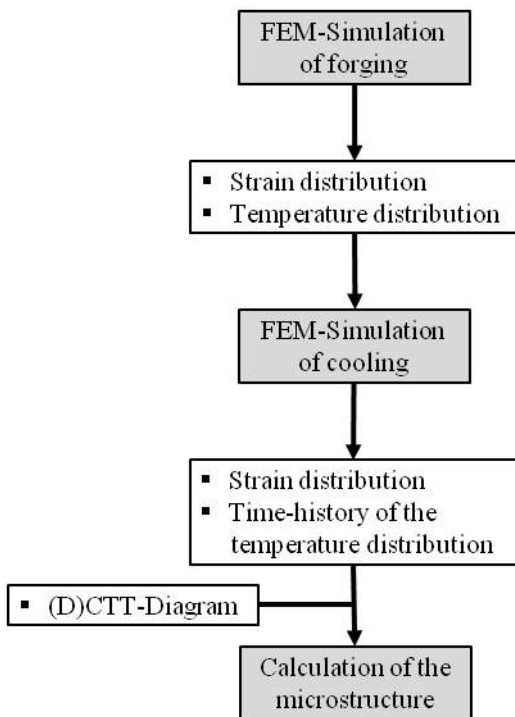 FEM-Simulation
of forging
▪ Strain distribution
▪ Temperature distribution
FEM-Simulation
of cooling
▪ Strain distribution
▪ Time-history of the
temperature distribution
▪ (D)CTT-Diagram
Calculation of the
microstructure